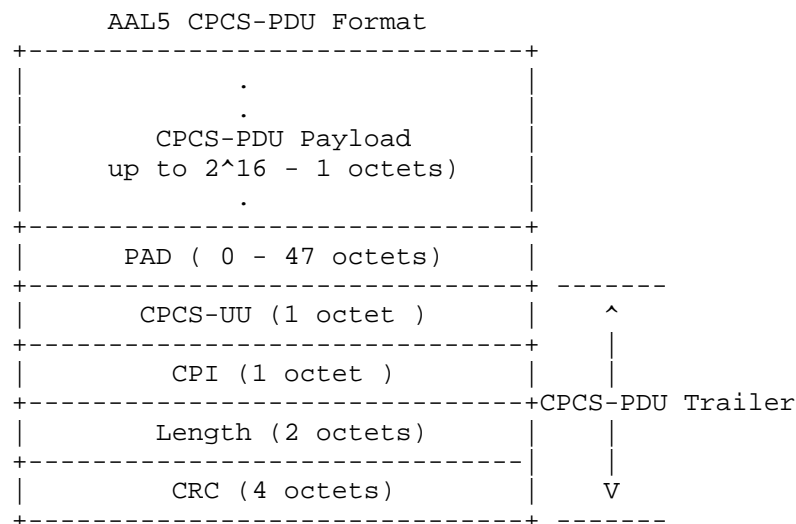 AAL5 CPCS-PDU Format
+-------------------------------+
| . |
| . |
| CPCS-PDU Payload |
| up to 2^16 - 1 octets) |
| . |
+-------------------------------+
| PAD ( 0 - 47 octets) |
+-------------------------------+ -------
| CPCS-UU (1 octet ) | ^
+-------------------------------+ |
| CPI (1 octet ) | |
+-------------------------------+CPCS-PDU Trailer
| Length (2 octets) | |
+-------------------------------| |
| CRC (4 octets) | V
+-------------------------------+ -------